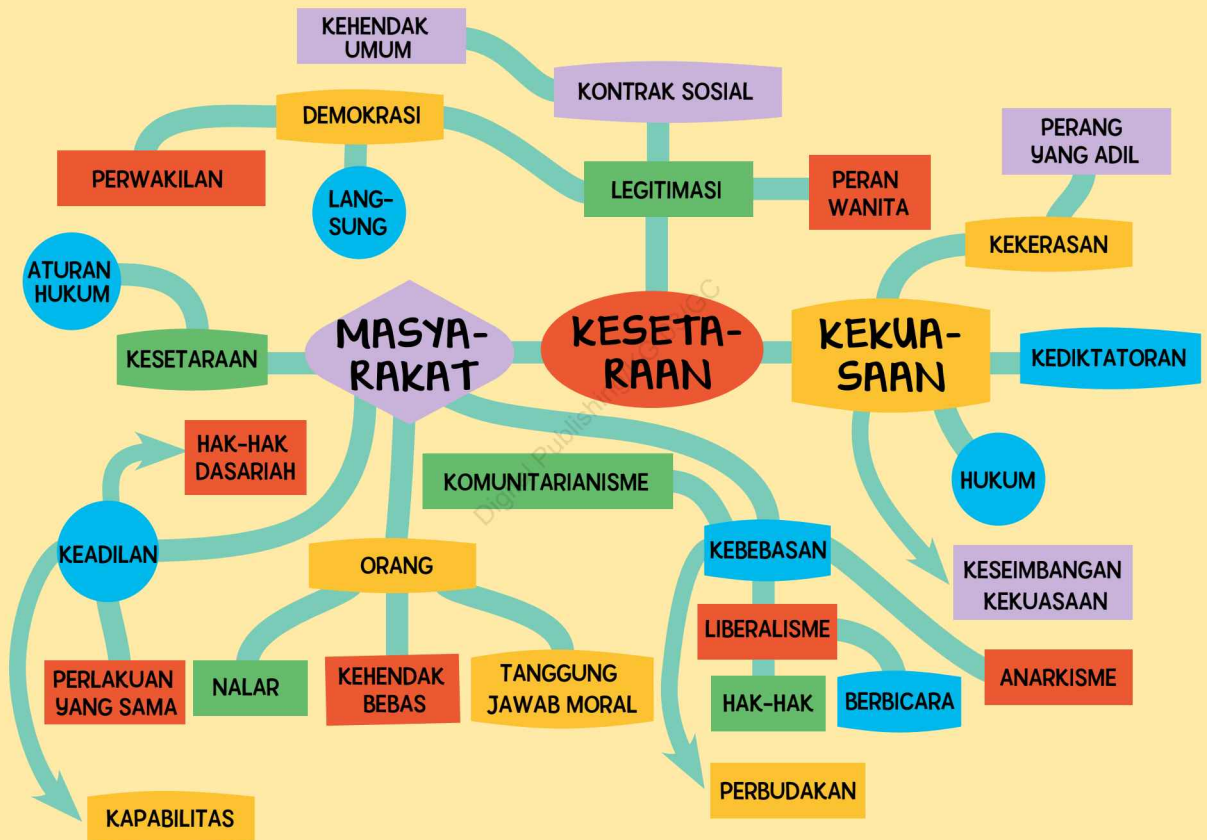 KEHENDAK
UMUM
KONTRAK SOSIAL
DEMOKRASI
PERANG
YANG ADIL
PERWAKILAN
LANG-
SUNG
LEGITIMASI
PERAN
WANITA
KEKERASAN
ATURAN
HUKUM
KESETARAAN
MASYA-
RAKAT
KESETA-
RAAN
KEKUA-
SAAN
KEDIKTATORAN
HAK-HAK
DASARIAH
KOMUNITARIANISME
HUKUM
KEADILAN
ORANG
KEBEBASAN
KESEIMBANGAN
KEKUASAAN
LIBERALISME
PERLAKUAN
YANG SAMA
NALAR
KEHENDAK
BEBAS
TANGGUNG
JAWAB MORAL
HAK-HAK
BERBICARA
ANARKISME
PERBUDAKAN
KAPABILITAS
Digital Publishing